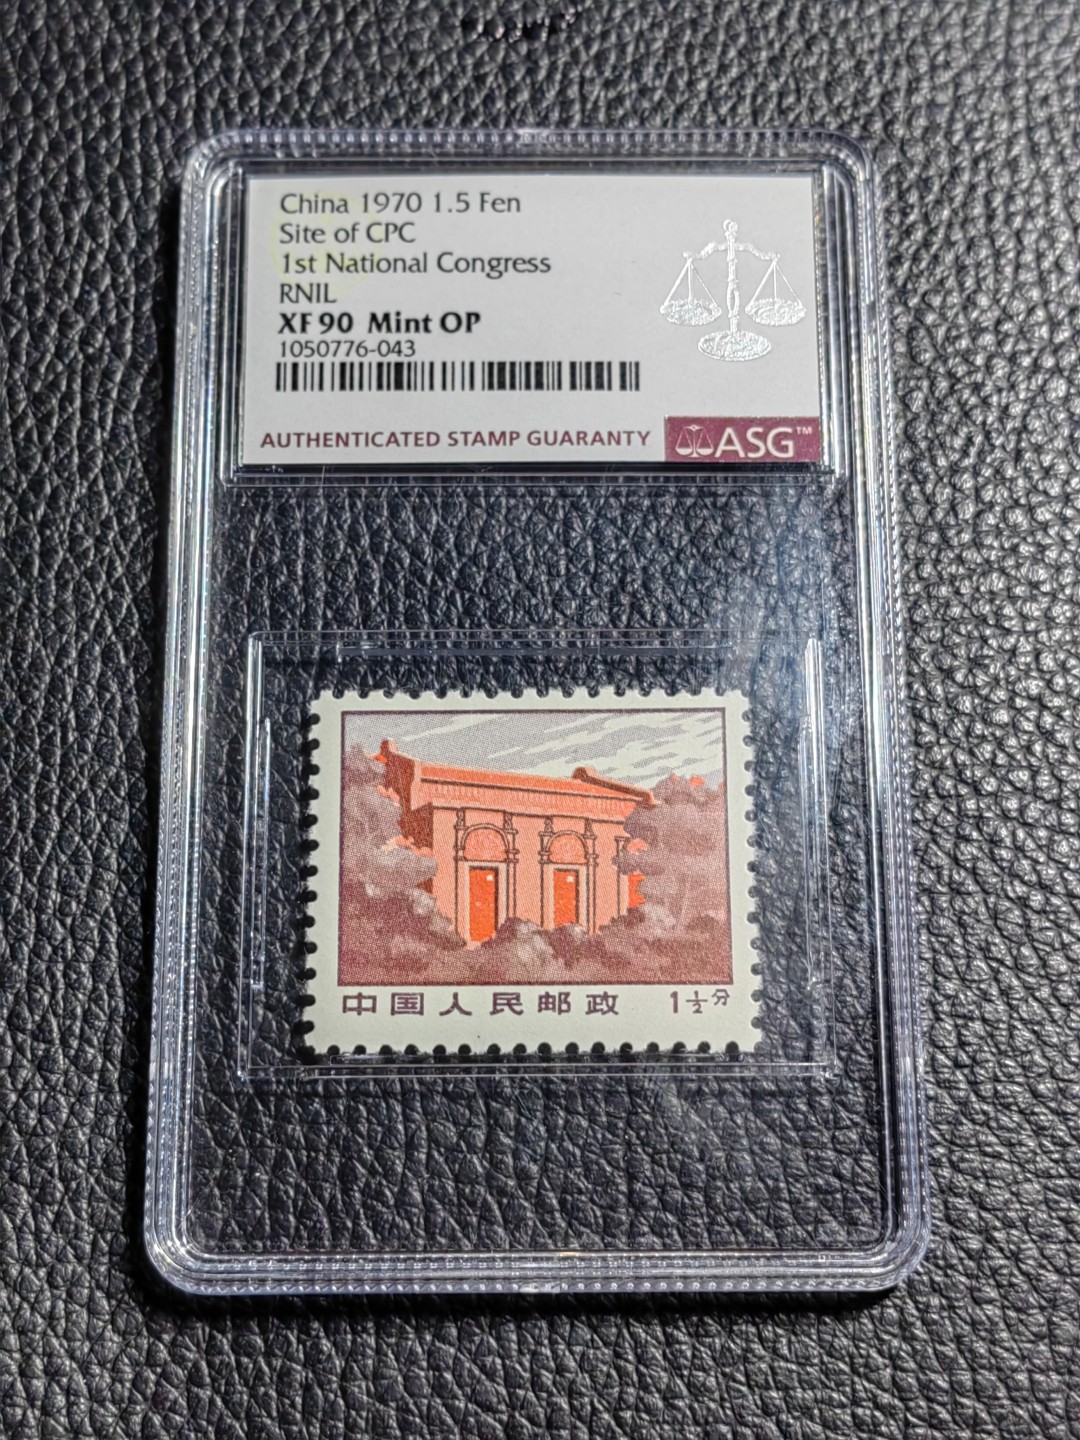 China 1970 1.5 Fen
Site of CPC
1st National Congress
RNIL
XF 90 Mint OP
1050776-043
AUTHENTICATED STAMP GUARANTY
ASG™
中国人民邮政 1½分